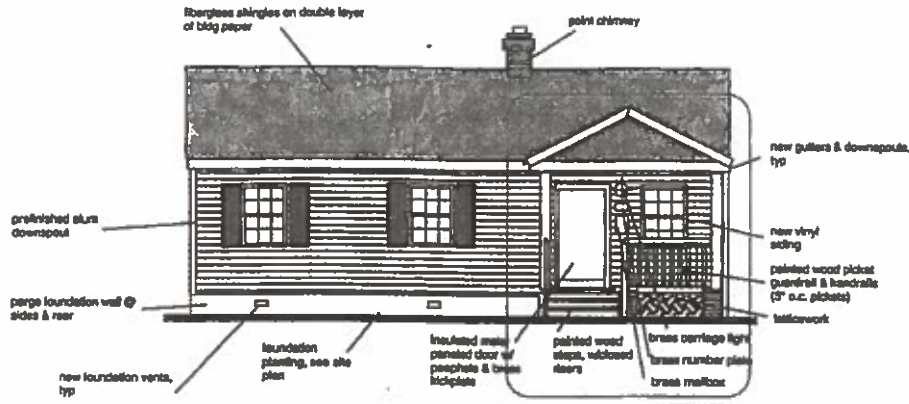 fiberglass shingles on double layer
of bldg paper
paint chimney
new gutters & downspouts,
typ
prefinished alum
downspout
new vinyl
siding
painted wood picket
guardrail & handrails
(3" o.c. pickets)
latticework
parge foundation wall @
sides & rear
brass carriage light
brass number plate
brass mailbox
foundation
planting, see site
plan
insulated metal
paneled door w/
peephole & brass
kickplate
painted wood
steps, w/closed
risers
new foundation vents,
typ